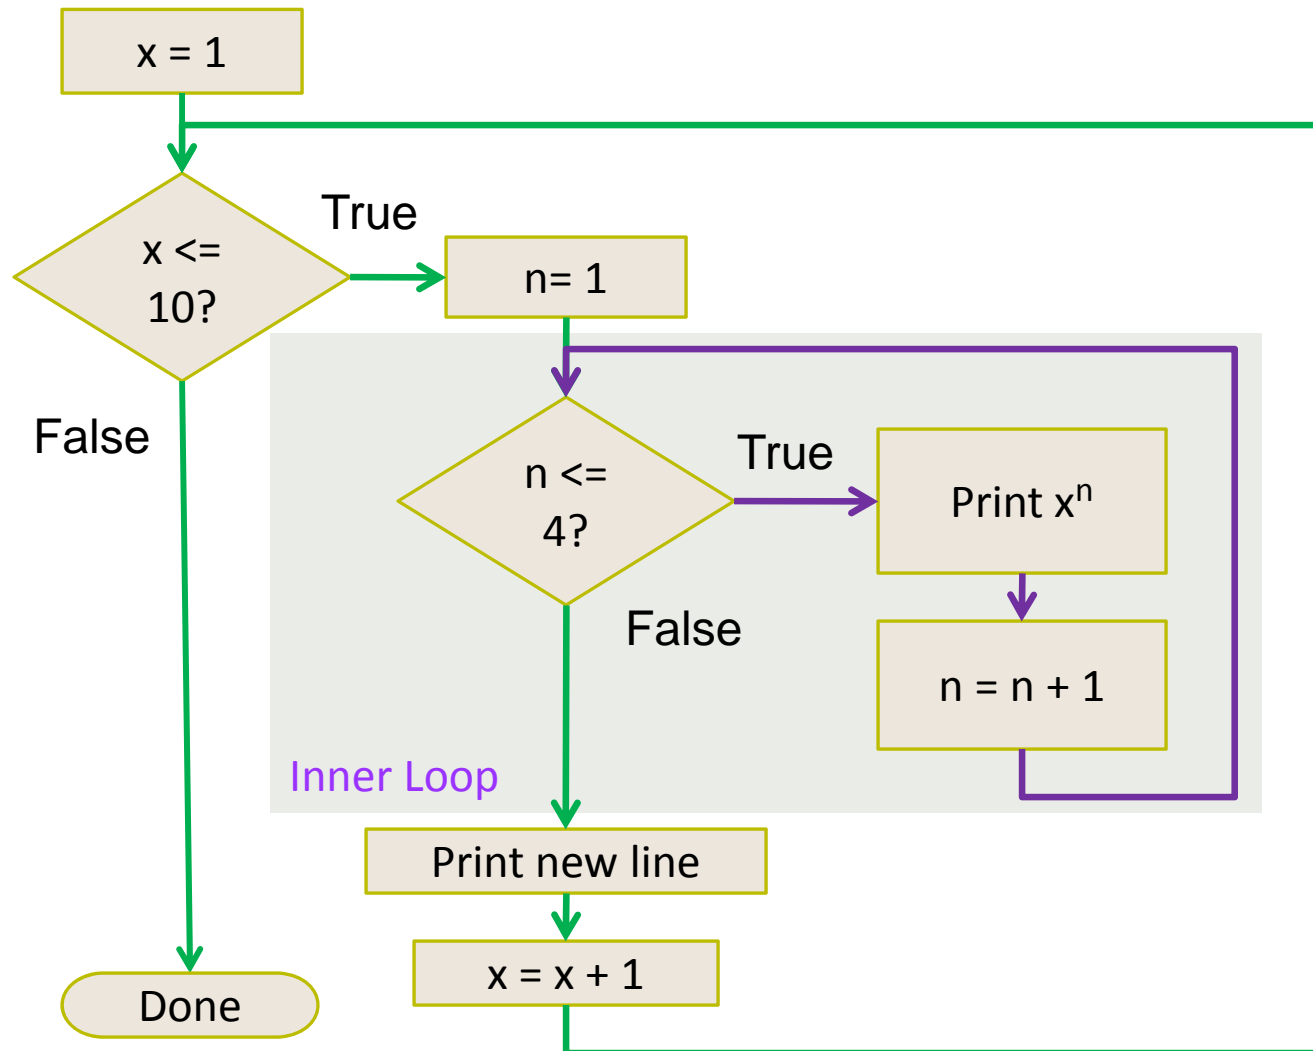 x = 1
True
x <=
10?
n= 1
False
True
n <=
4?
Print xⁿ
False
n = n + 1
Inner Loop
Print new line
x = x + 1
Done